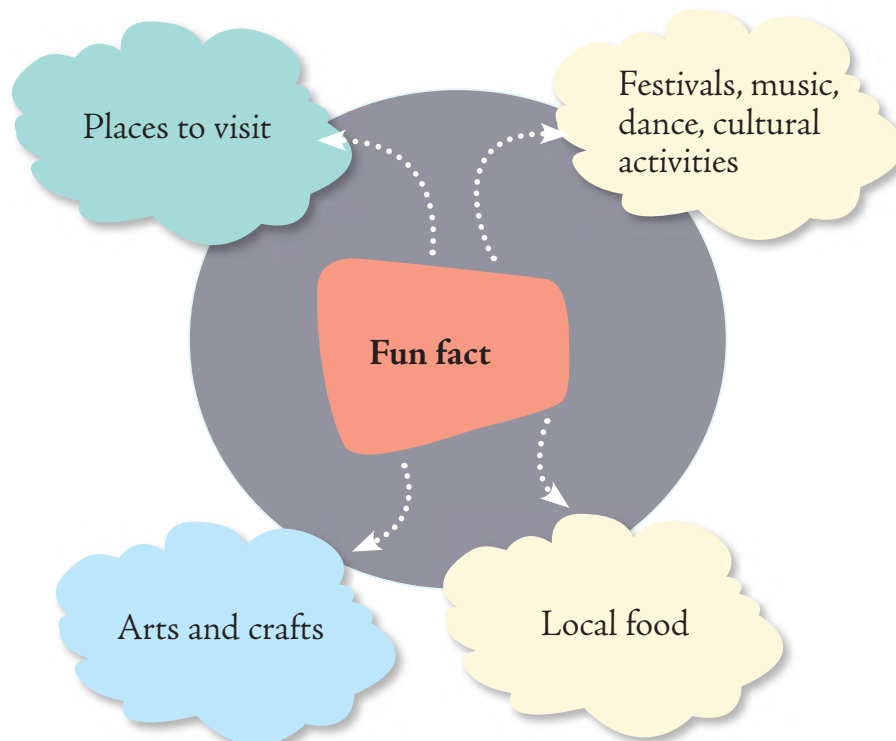 Places to visit
Festivals, music,
dance, cultural
activities
Fun fact
Arts and crafts
Local food